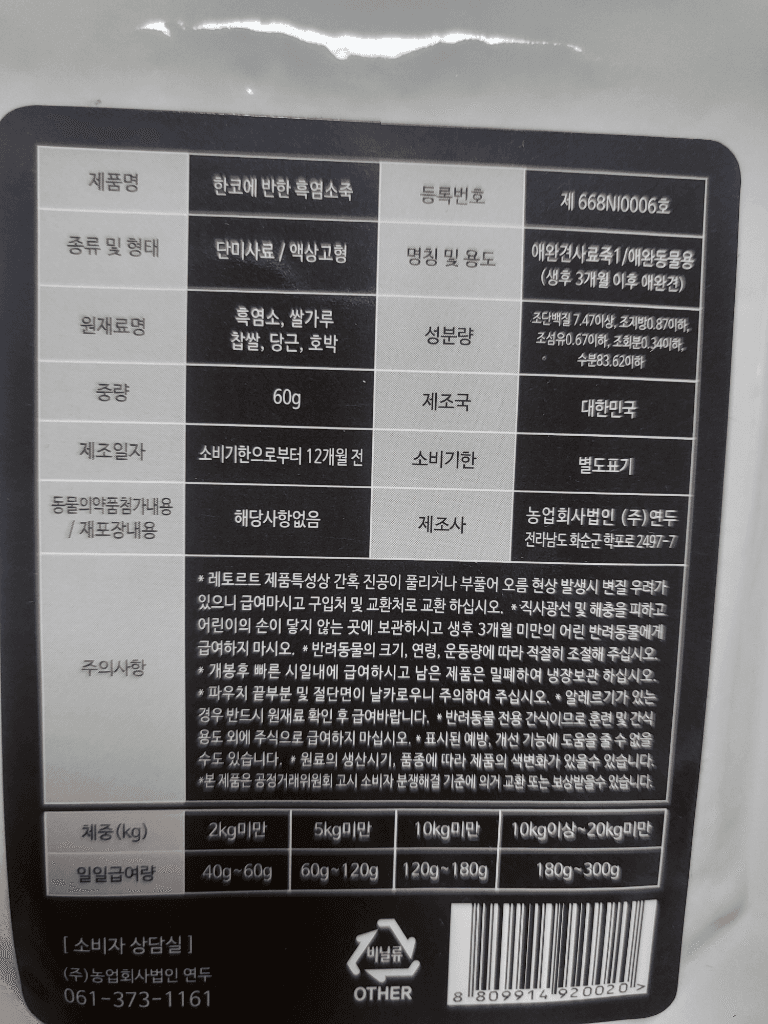 제품명 한코에 반한 흑염소죽 등록번호 제 668NI0006호
종류 및 형태 단미사료 / 액상고형 명칭 및 용도 애완견사료죽1/애완동물용
(생후 3개월 이후 애완견)
원재료명 흑염소, 쌀가루
찹쌀, 당근, 호박
성분량 조단백질 7.47이상, 조지방0.87이하,
조섬유0.67이하, 조회분0.34이하,
수분83.62이하
중량 60g 제조국 대한민국
제조일자 소비기한으로부터 12개월 전 소비기한 별도표기
동물의약품첨가내용
/ 재포장내용
해당사항없음 제조사 농업회사법인 (주)연두
전라남도 화순군 학포로 2497-7
주의사항
* 레토르트 제품특성상 간혹 진공이 풀리거나 부풀어 오름 현상 발생시 변질 우려가
있으니 급여마시고 구입처 및 교환처로 교환 하십시오. * 직사광선 및 해충을 피하고
어린이의 손이 닿지 않는 곳에 보관하시고 생후 3개월 미만의 어린 반려동물에게
급여하지 마시오. * 반려동물의 크기, 연령, 운동량에 따라 적절히 조절해 주십시오.
* 개봉후 빠른 시일내에 급여하시고 남은 제품은 밀폐하여 냉장보관 하십시오.
* 파우치 끝부분 및 절단면이 날카로우니 주의하여 주십시오. * 알레르기가 있는
경우 반드시 원재료 확인 후 급여바랍니다. * 반려동물 전용 간식이므로 훈련 및 간식
용도 외에 주식으로 급여하지 마십시오. * 표시된 예방, 개선 기능에 도움을 줄 수 없을
수도 있습니다. * 원료의 생산시기, 품종에 따라 제품의 색변화가 있을수 있습니다.
*본 제품은 공정거래위원회 고시 소비자 분쟁해결 기준에 의거 교환 또는 보상받을수 있습니다.
체중(kg) 2kg미만 5kg미만 10kg미만 10kg이상~20kg미만
일일급여량 40g~60g 60g~120g 120g~180g 180g~300g
[ 소비자 상담실 ]
(주)농업회사법인 연두
061-373-1161
비닐류
OTHER
8 809914 920020 >